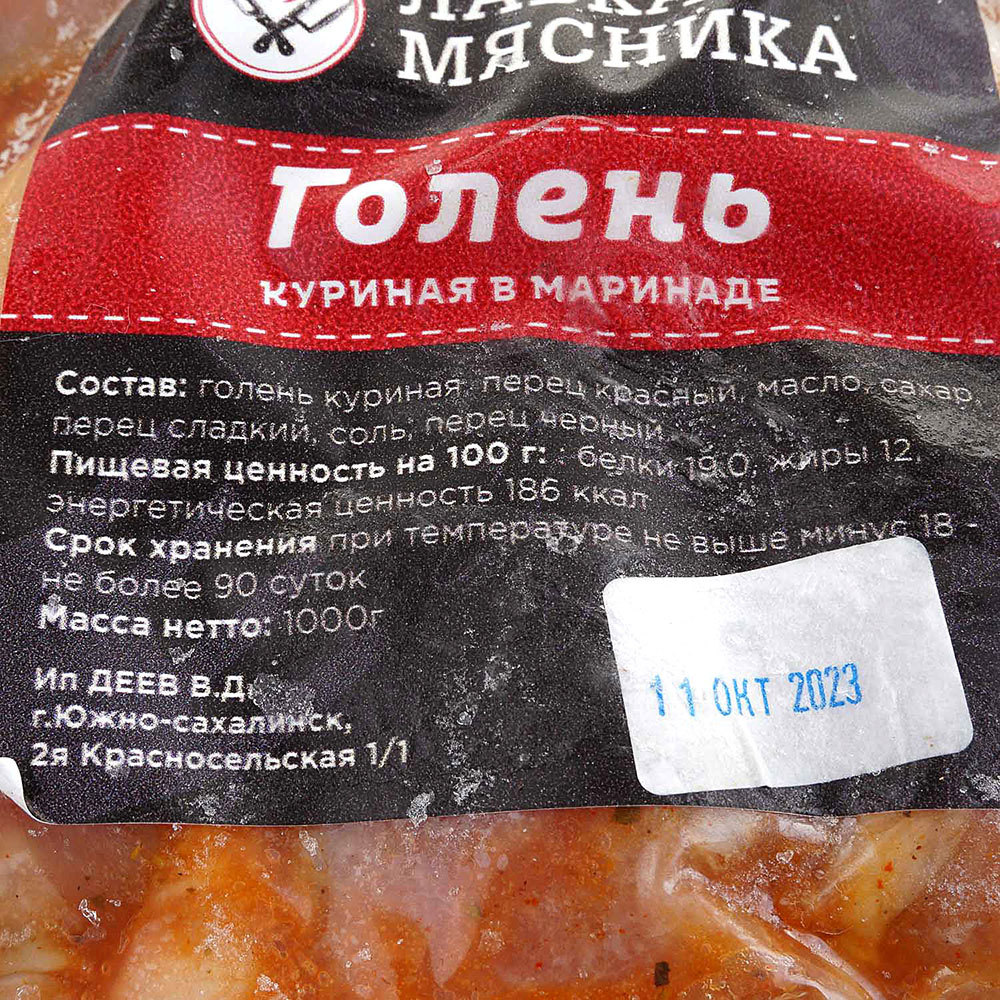 ЛАВКА
МЯСНИКА
Голень
КУРИНАЯ В МАРИНАДЕ
Состав: голень куриная, перец красный, масло, сахар,
перец сладкий, соль, перец черный
Пищевая ценность на 100 г: : белки 19.0, жиры 12,
энергетическая ценность 186 ккал
Срок хранения при температуре не выше минус 18 -
не более 90 суток
Масса нетто: 1000г
Ип ДЕЕВ В.Д.
г.Южно-сахалинск,
2я Красносельская 1/1
11 ОКТ 2023